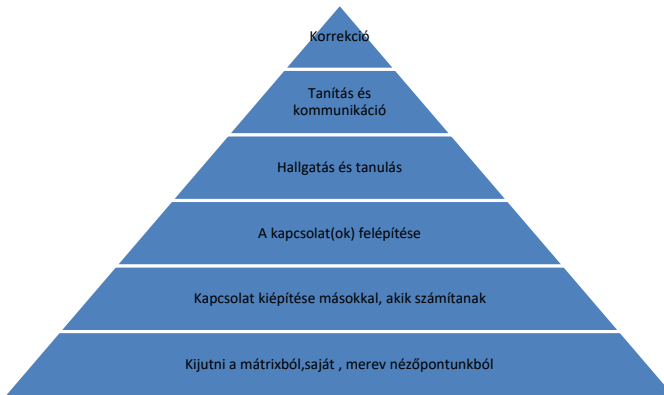 Korrekció
Tanítás és
kommunikáció
Hallgatás és tanulás
A kapcsolat(ok) felépítése
Kapcsolat kiépítése másokkal, akik számítanak
Kijutni a mátrixból,saját , merev nézőpontunkból